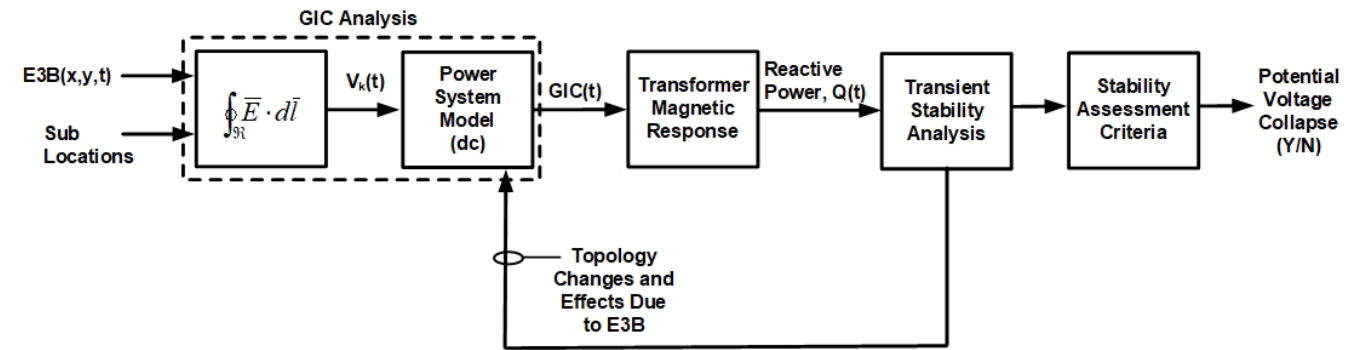 GIC Analysis
E3B(x,y,t)
Sub
Locations
∮ℜ E̅ · dl̅
Vk(t)
Power
System
Model
(dc)
GIC(t)
Transformer
Magnetic
Response
Reactive
Power, Q(t)
Transient
Stability
Analysis
Stability
Assessment
Criteria
Potential
Voltage
Collapse
(Y/N)
Topology
Changes and
Effects Due
to E3B